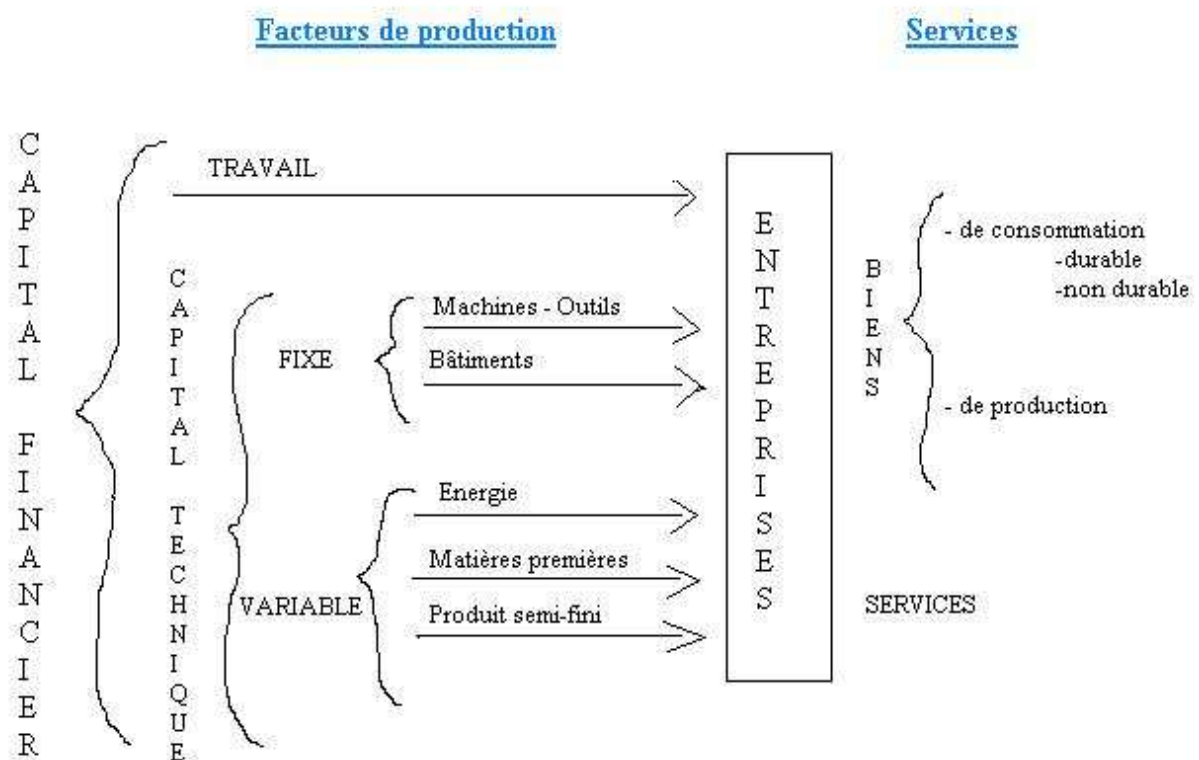 Facteurs de production
Services
CAPITAL FINANCIER
TRAVAIL
CAPITAL TECHNIQUE
FIXE
Machines - Outils
Bâtiments
VARIABLE
Energie
Matières premières
Produit semi-fini
ENTREPRISES
BIENS
- de consommation
-durable
-non durable
- de production
SERVICES